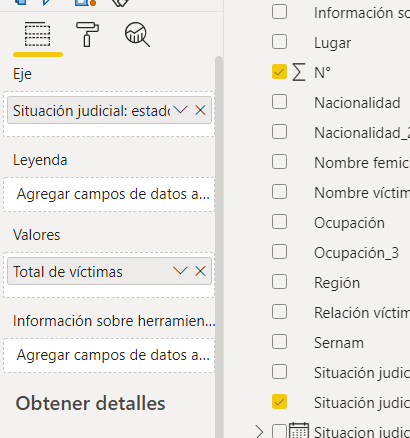 Eje
Situación judicial: estado
Leyenda
Agregar campos de datos a...
Valores
Total de víctimas
Información sobre herramien...
Agregar campos de datos a...
Obtener detalles
Información so
Lugar
N°
Nacionalidad
Nacionalidad_2
Nombre femic
Nombre víctim
Ocupación
Ocupación_3
Región
Relación víctim
Sernam
Situación judic
Situación judic
Situacion judic